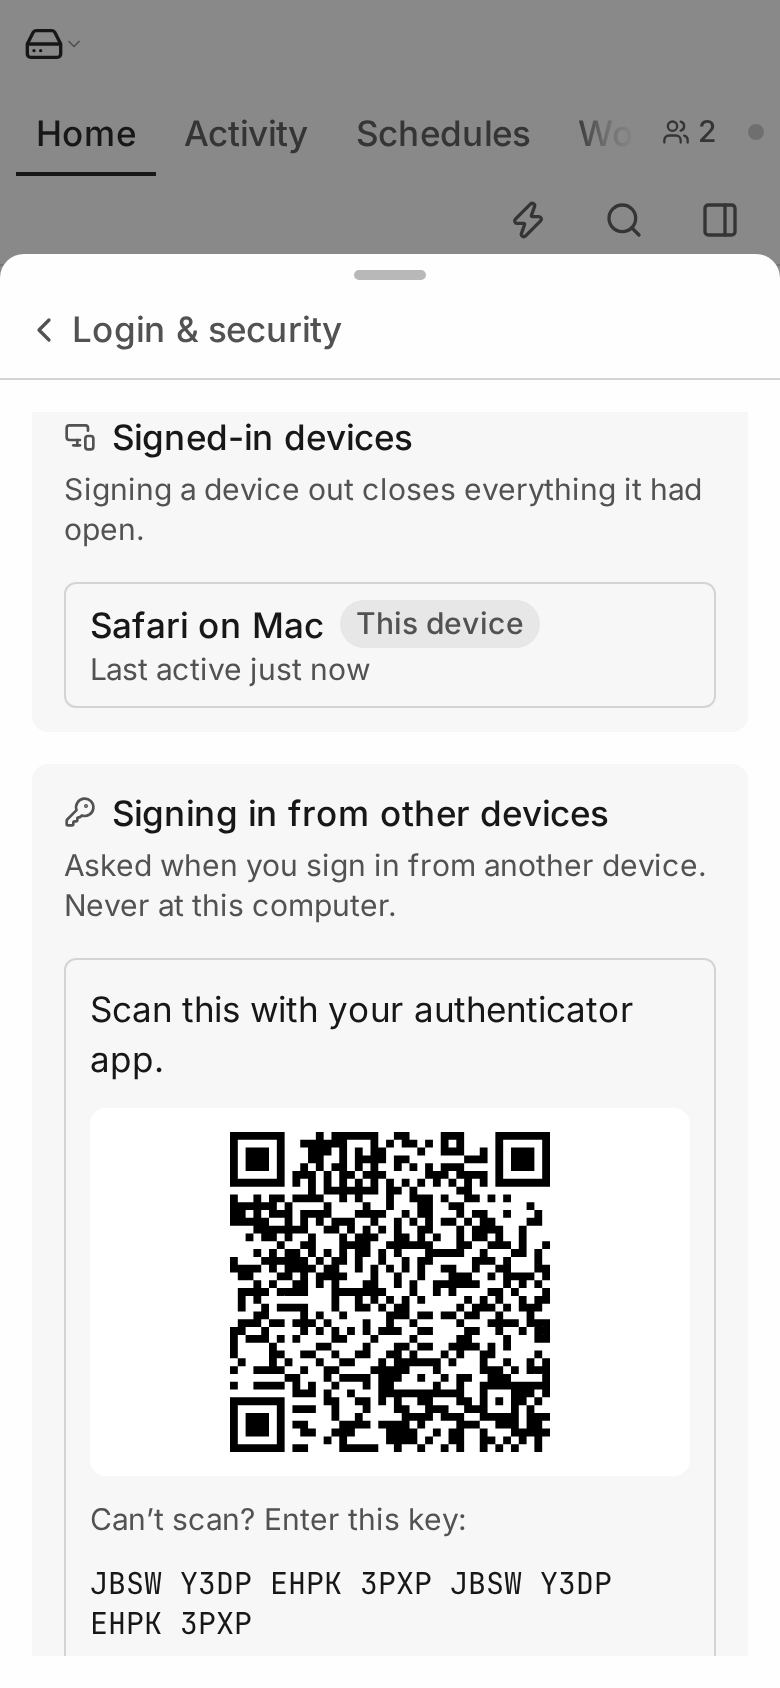 Home Activity Schedules Wo 2
Login & security
Signed-in devices
Signing a device out closes everything it had
open.
Safari on Mac This device
Last active just now
Signing in from other devices
Asked when you sign in from another device.
Never at this computer.
Scan this with your authenticator
app.
Can’t scan? Enter this key:
JBSW Y3DP EHPK 3PXP JBSW Y3DP
EHPK 3PXP